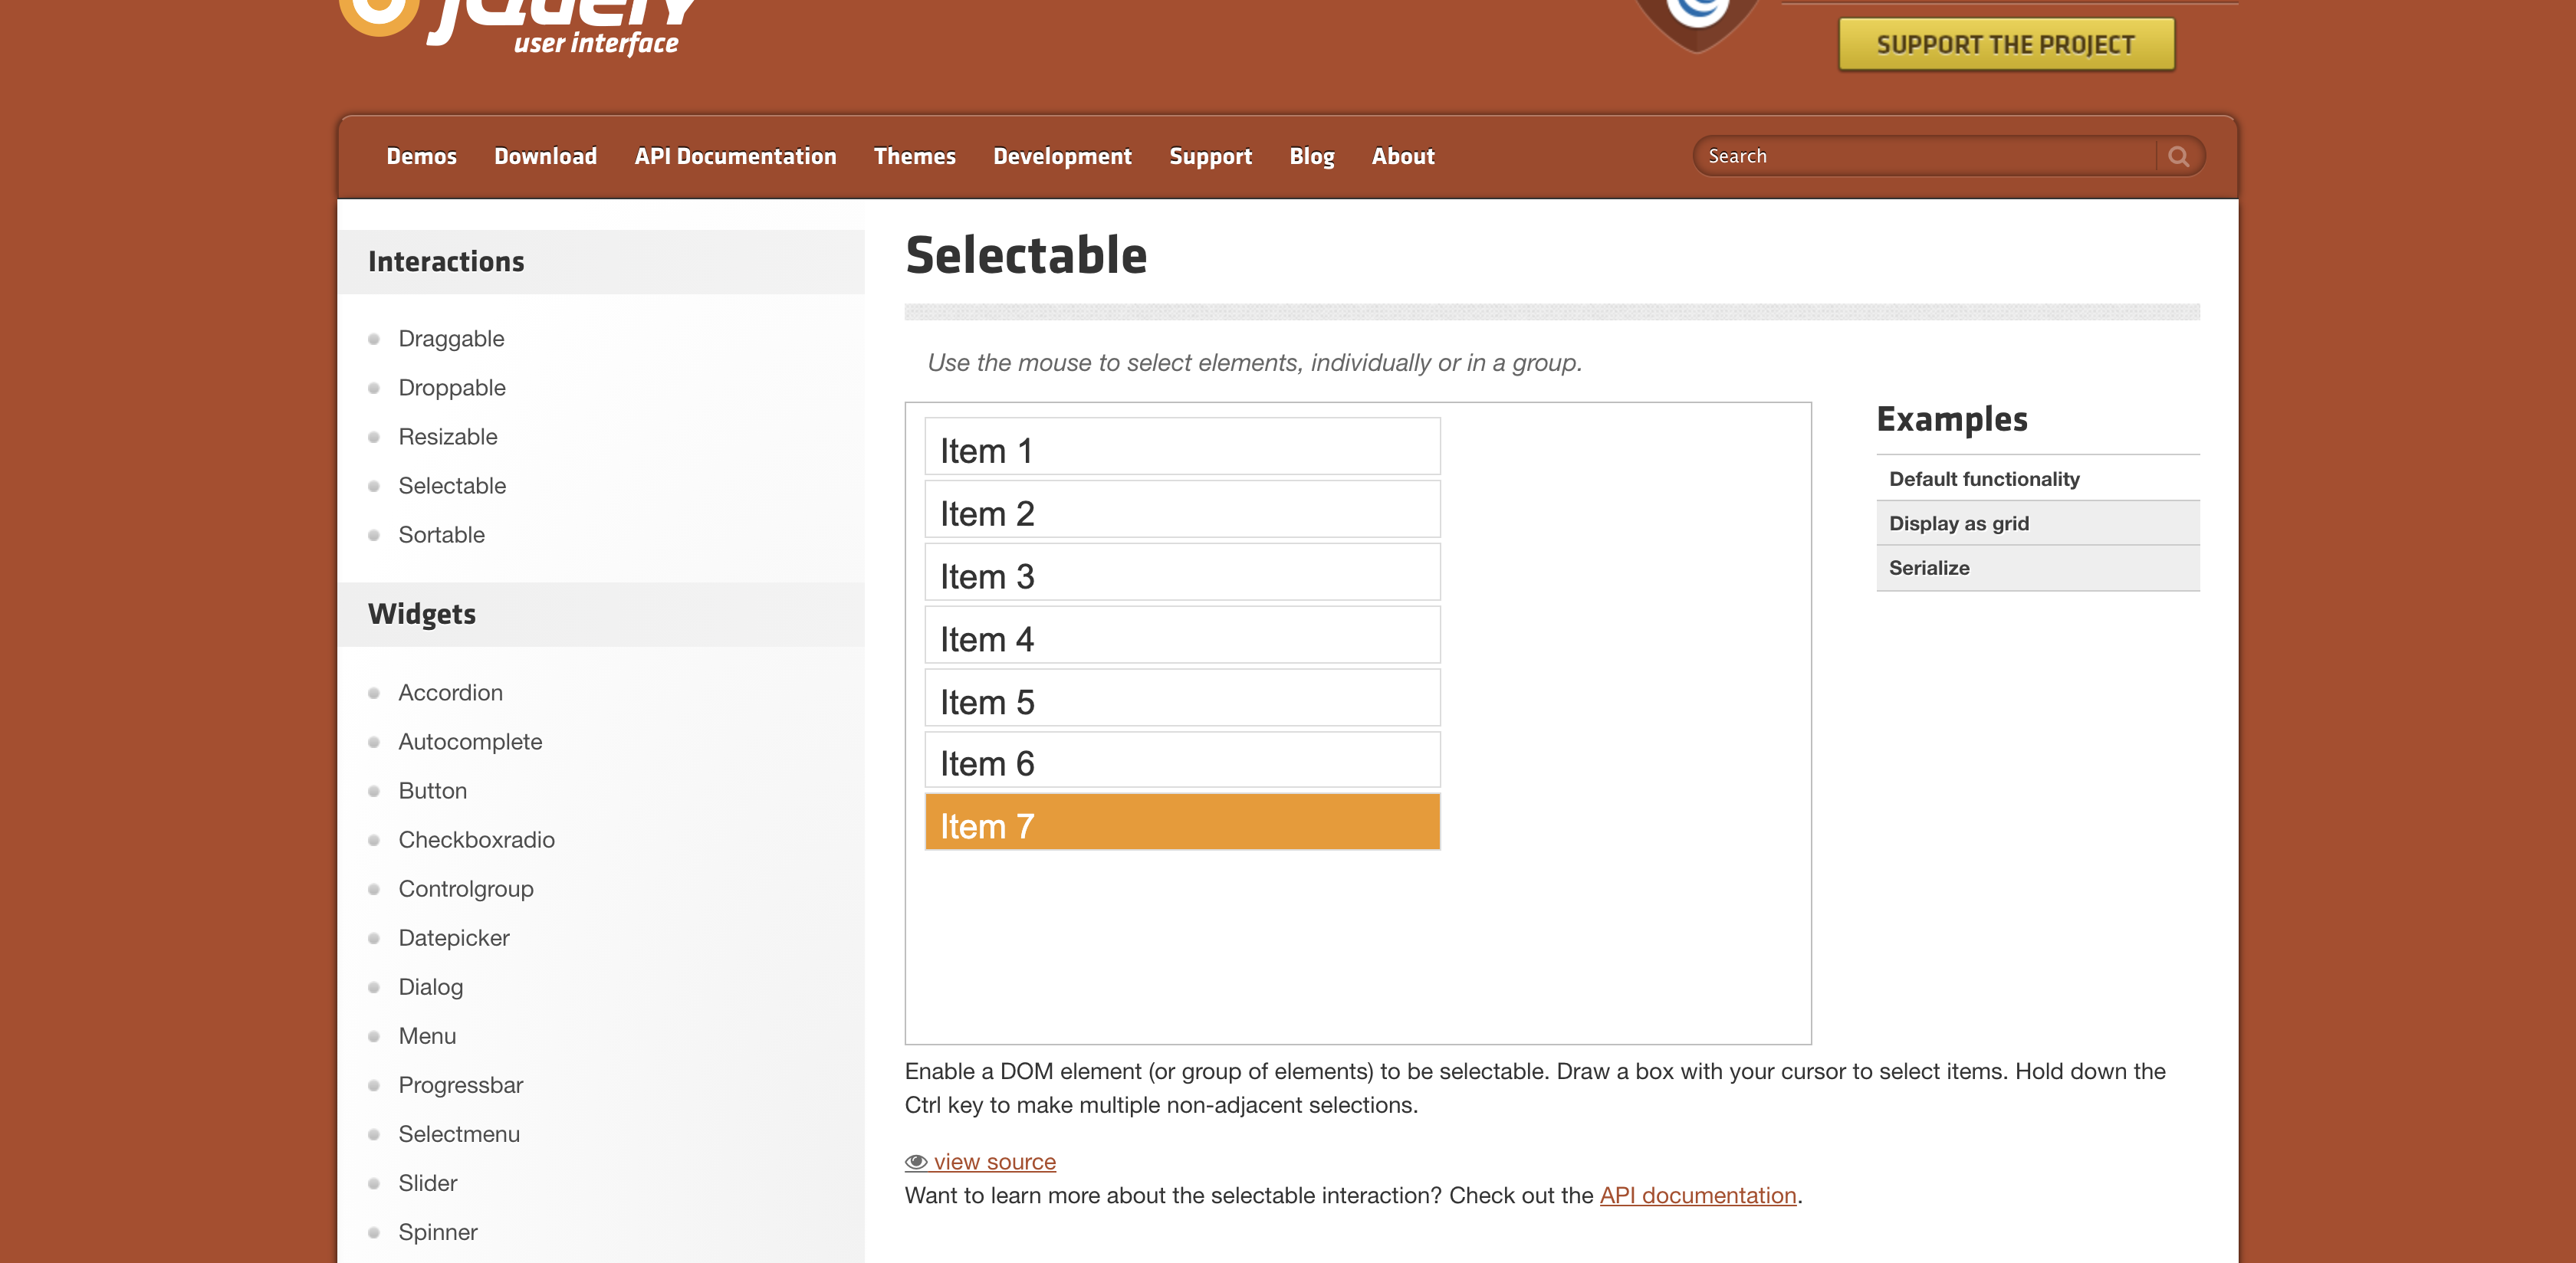 jQuery
user interface
SUPPORT THE PROJECT
Demos Download API Documentation Themes Development Support Blog About
Search
Interactions
Draggable
Droppable
Resizable
Selectable
Sortable
Widgets
Accordion
Autocomplete
Button
Checkboxradio
Controlgroup
Datepicker
Dialog
Menu
Progressbar
Selectmenu
Slider
Spinner
Selectable
Use the mouse to select elements, individually or in a group.
Item 1
Item 2
Item 3
Item 4
Item 5
Item 6
Item 7
Examples
Default functionality
Display as grid
Serialize
Enable a DOM element (or group of elements) to be selectable. Draw a box with your cursor to select items. Hold down the
Ctrl key to make multiple non-adjacent selections.
view source
Want to learn more about the selectable interaction? Check out the API documentation.